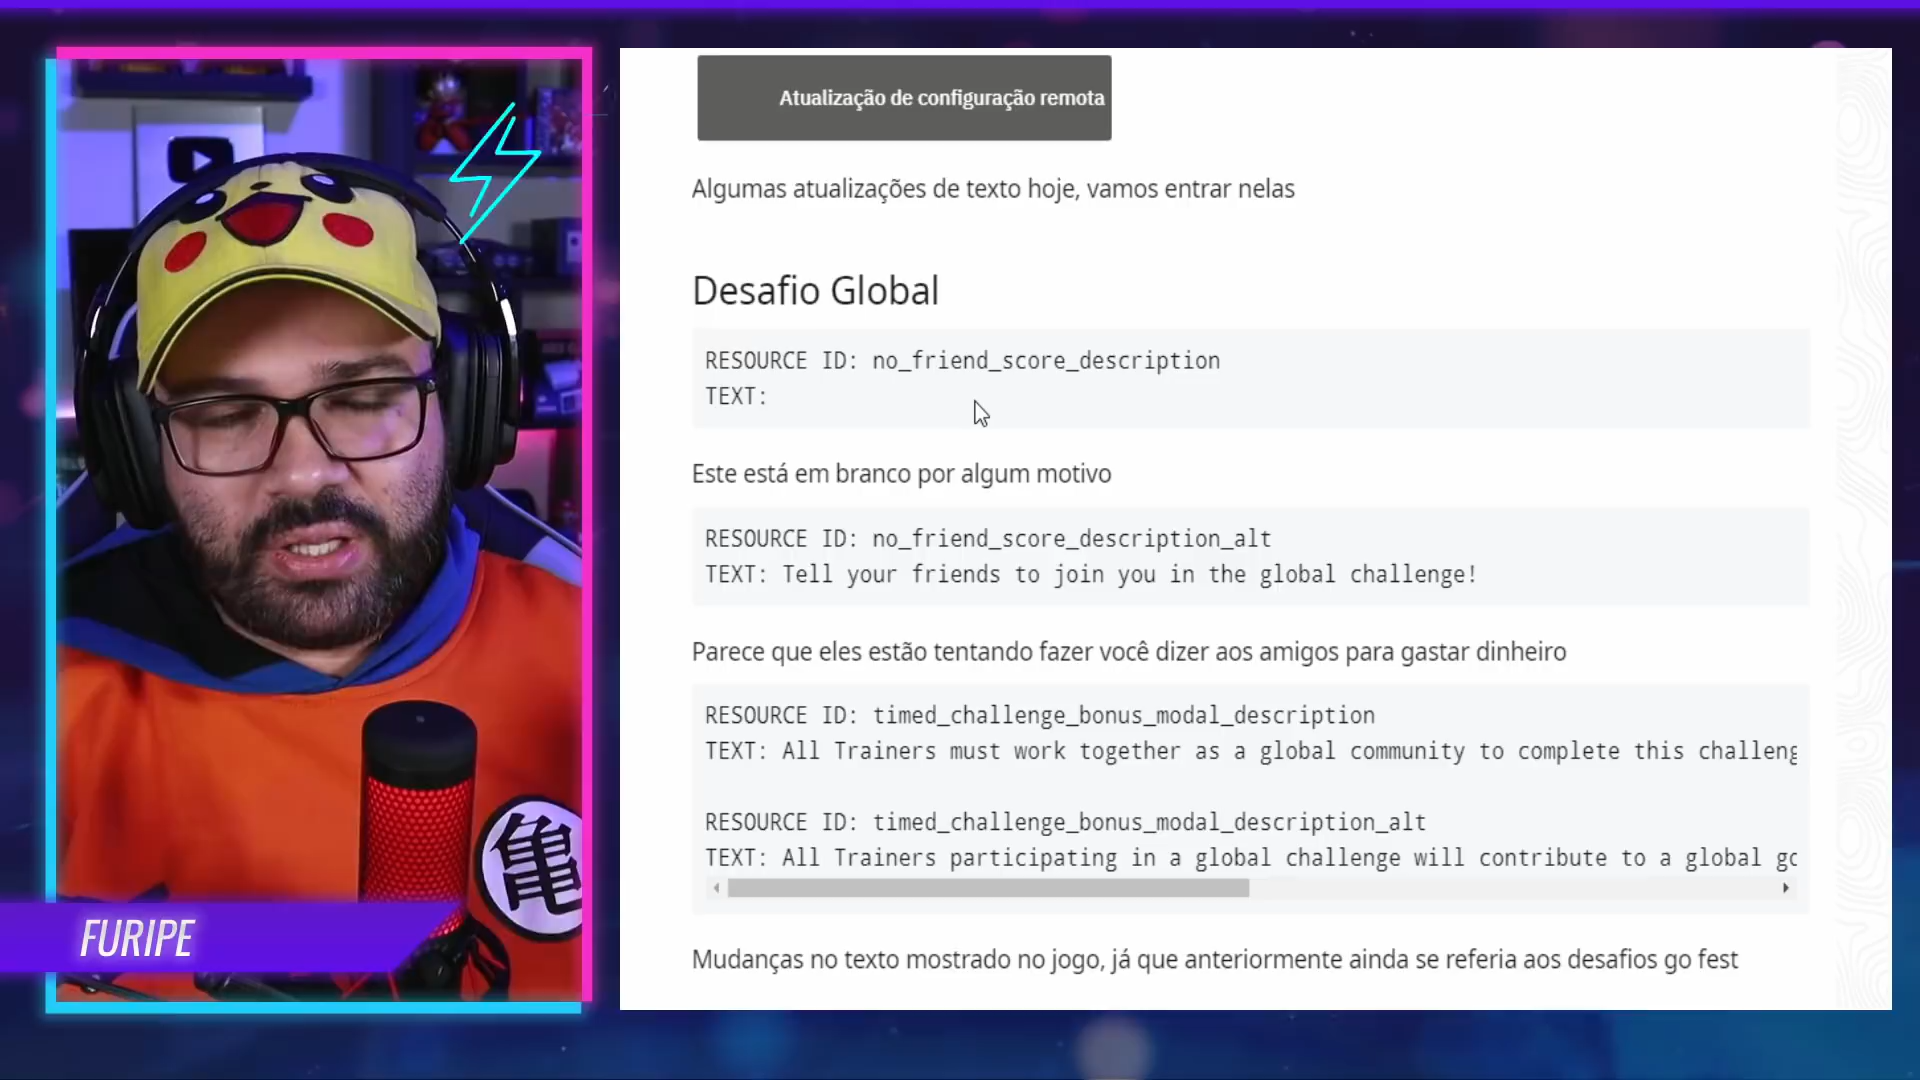 Atualização de configuração remota
Algumas atualizações de texto hoje, vamos entrar nelas
Desafio Global
RESOURCE ID: no_friend_score_description
TEXT:
Este está em branco por algum motivo
RESOURCE ID: no_friend_score_description_alt
TEXT: Tell your friends to join you in the global challenge!
Parece que eles estão tentando fazer você dizer aos amigos para gastar dinheiro
RESOURCE ID: timed_challenge_bonus_modal_description
TEXT: All Trainers must work together as a global community to complete this challeng
RESOURCE ID: timed_challenge_bonus_modal_description_alt
TEXT: All Trainers participating in a global challenge will contribute to a global go
Mudanças no texto mostrado no jogo, já que anteriormente ainda se referia aos desafios go fest
亀
FURIPE